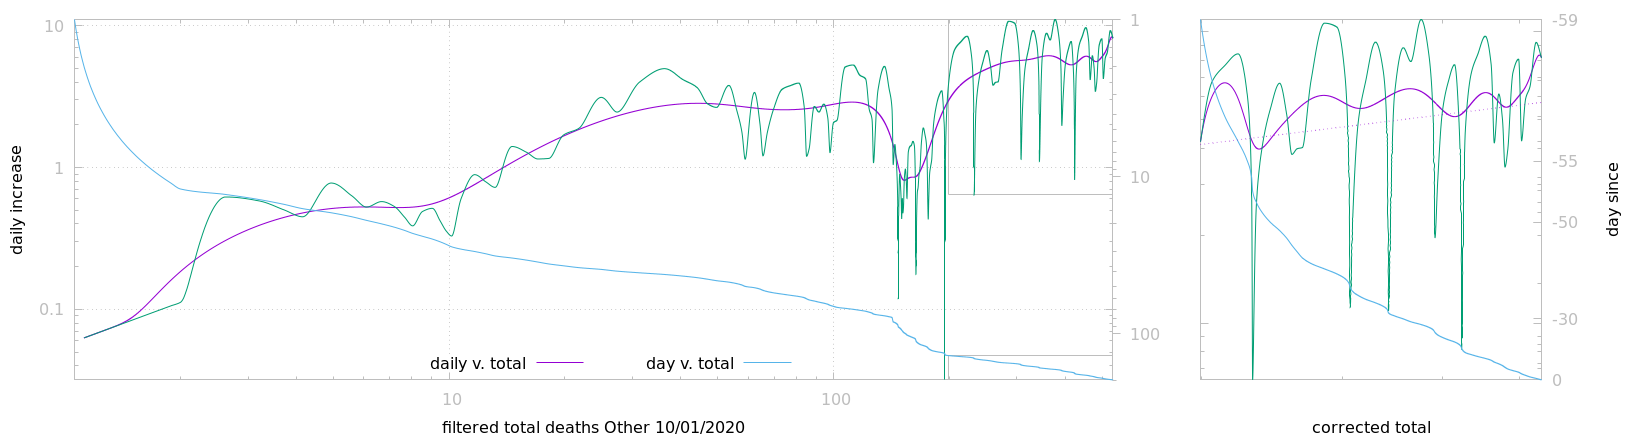 10
1
0.1
daily increase
daily v. total
day v. total
10
100
filtered total deaths Other 10/01/2020
1
10
100
-59
-55
-50
-30
0
day since
corrected total